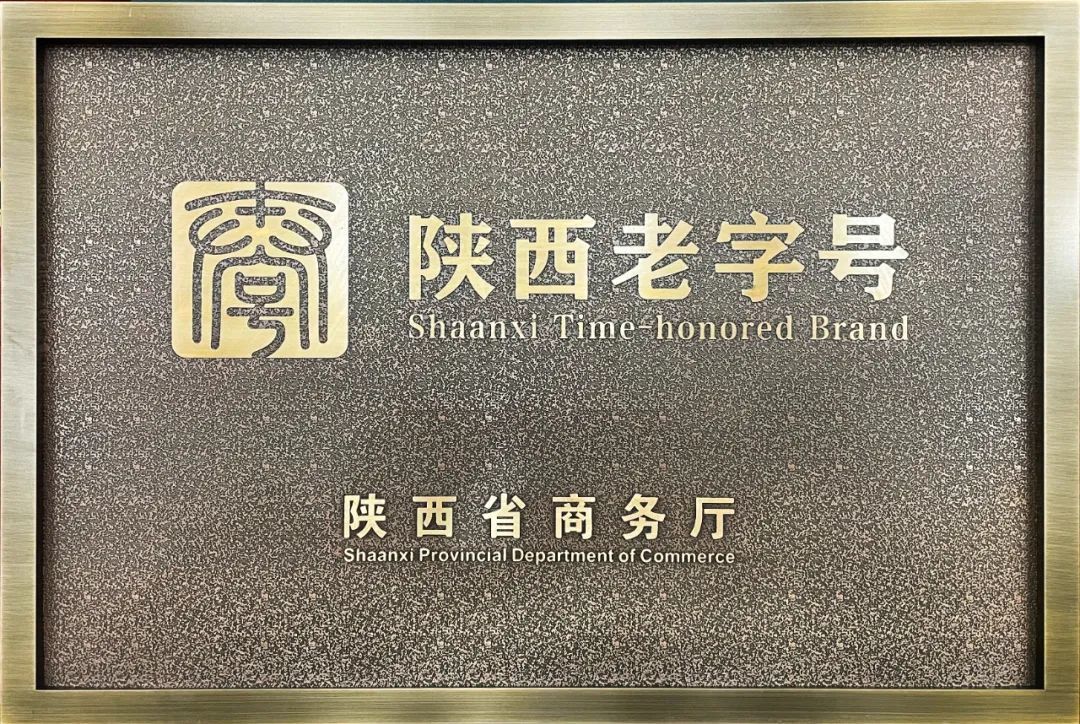 陕西老字号
Shaanxi Time-honored Brand
陕西省商务厅
Shaanxi Provincial Department of Commerce